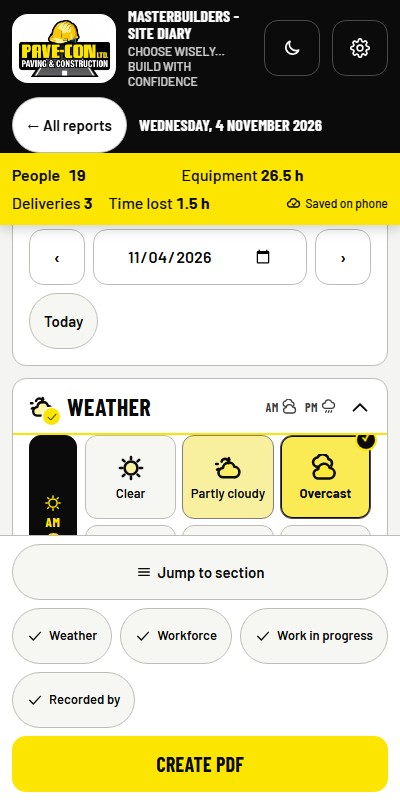 PAVE-CON LTD.
PAVING & CONSTRUCTION
MASTERBUILDERS -
SITE DIARY
CHOOSE WISELY...
BUILD WITH
CONFIDENCE
← All reports
WEDNESDAY, 4 NOVEMBER 2026
People 19 Equipment 26.5 h
Deliveries 3 Time lost 1.5 h Saved on phone
‹ 11/04/2026 ›
Today
WEATHER AM PM
AM
Clear Partly cloudy Overcast
Jump to section
Weather Workforce Work in progress
Recorded by
CREATE PDF